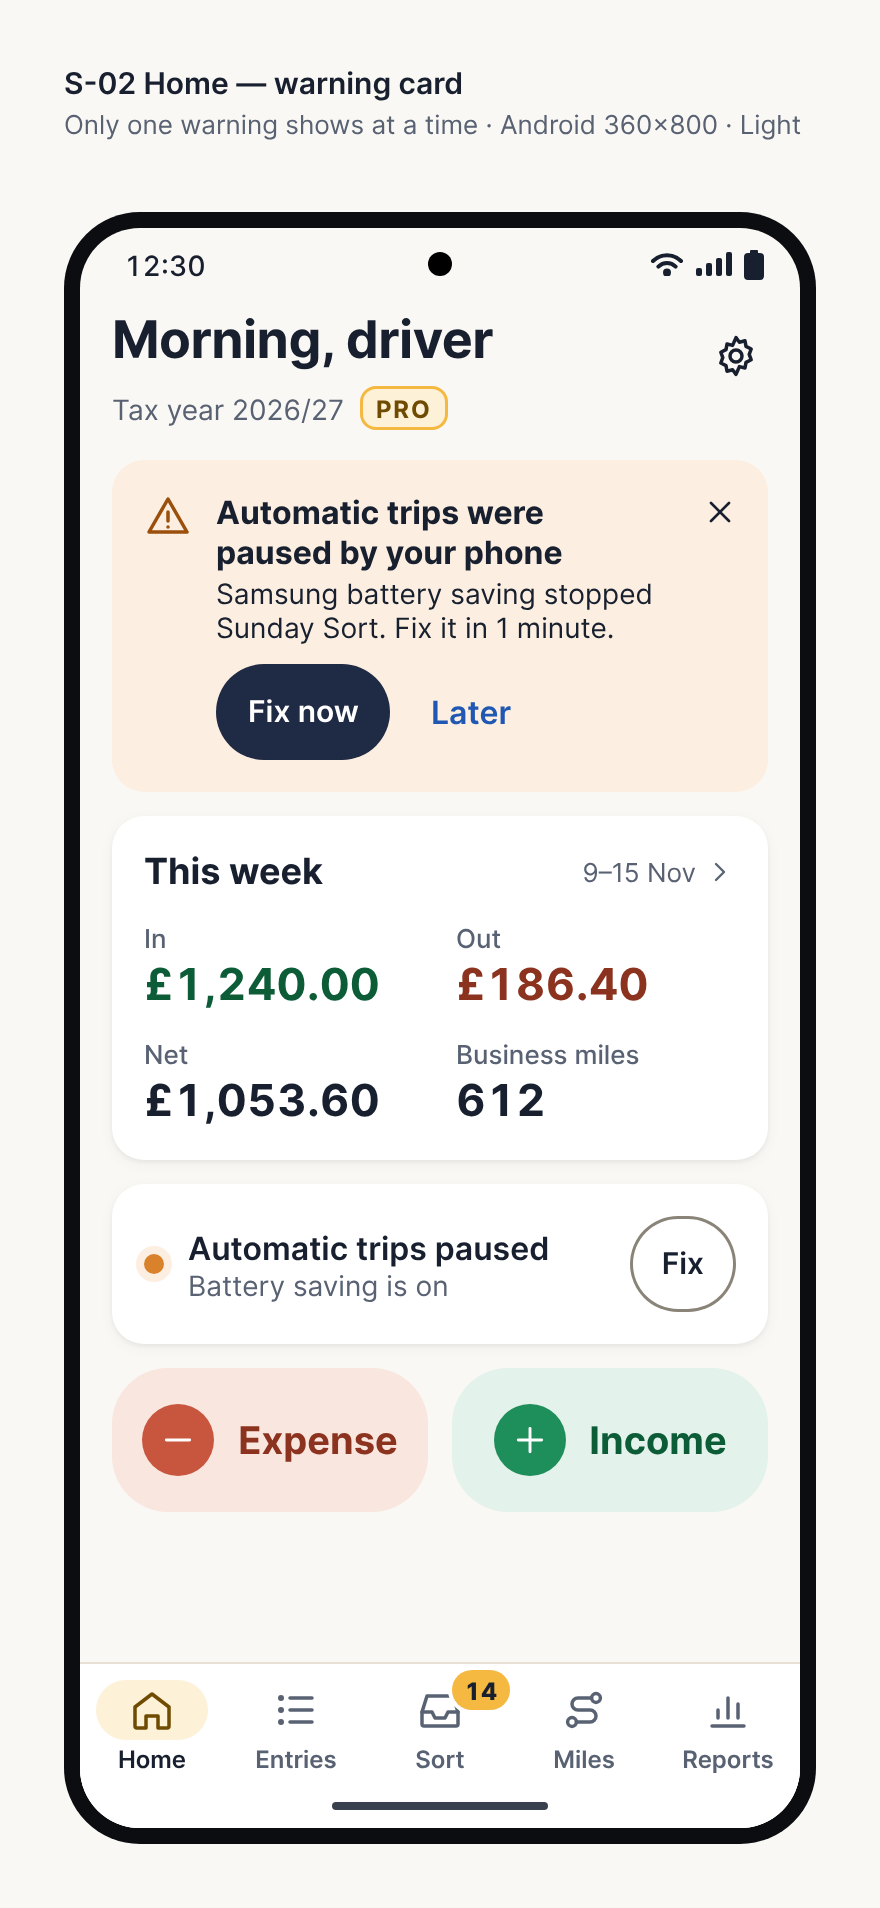 S-02 Home — warning card
Only one warning shows at a time · Android 360×800 · Light
12:30
Morning, driver
Tax year 2026/27 PRO
Automatic trips were
paused by your phone
Samsung battery saving stopped
Sunday Sort. Fix it in 1 minute.
Fix now Later
This week 9–15 Nov
In Out
£1,240.00 £186.40
Net Business miles
£1,053.60 612
Automatic trips paused
Battery saving is on
Fix
Expense Income
14
Home Entries Sort Miles Reports